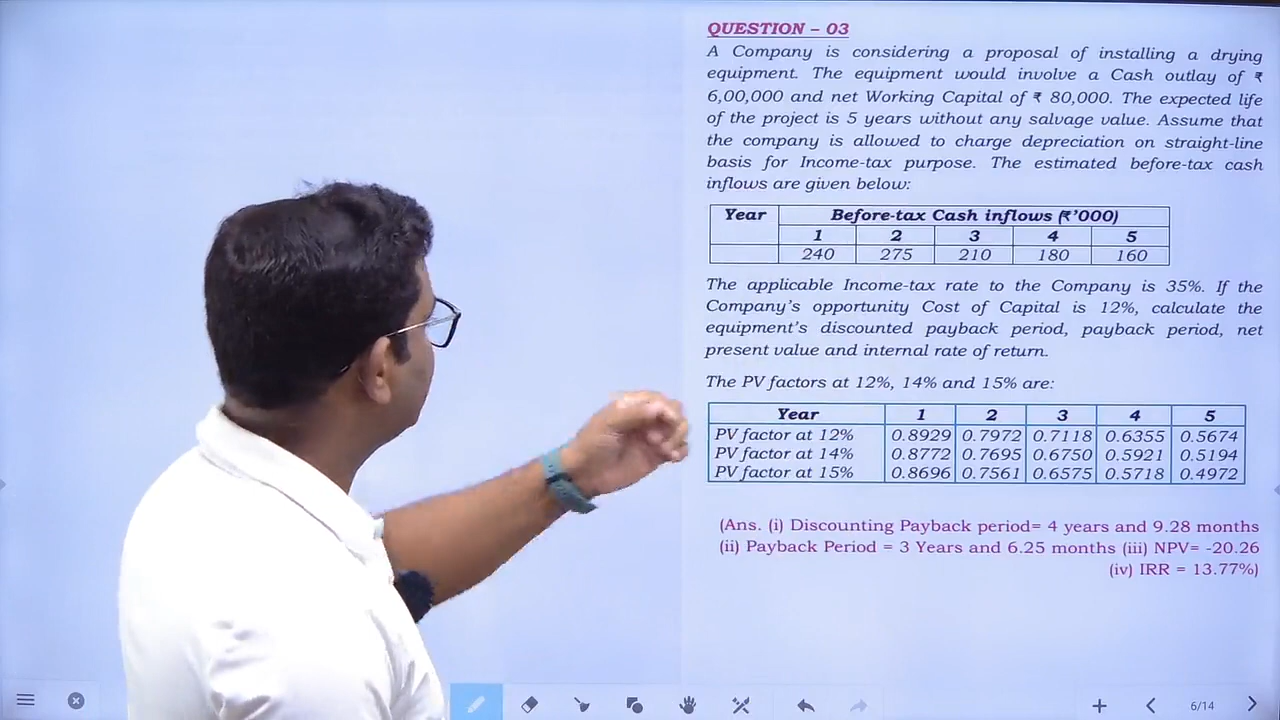 QUESTION – 03
A Company is considering a proposal of installing a drying
equipment. The equipment would involve a Cash outlay of ₹
6,00,000 and net Working Capital of ₹ 80,000. The expected life
of the project is 5 years without any salvage value. Assume that
the company is allowed to charge depreciation on straight-line
basis for Income-tax purpose. The estimated before-tax cash
inflows are given below:
Year Before-tax Cash inflows (₹’000)
1 2 3 4 5
240 275 210 180 160
The applicable Income-tax rate to the Company is 35%. If the
Company’s opportunity Cost of Capital is 12%, calculate the
equipment’s discounted payback period, payback period, net
present value and internal rate of return.
The PV factors at 12%, 14% and 15% are:
Year 1 2 3 4 5
PV factor at 12% 0.8929 0.7972 0.7118 0.6355 0.5674
PV factor at 14% 0.8772 0.7695 0.6750 0.5921 0.5194
PV factor at 15% 0.8696 0.7561 0.6575 0.5718 0.4972
(Ans. (i) Discounting Payback period= 4 years and 9.28 months
(ii) Payback Period = 3 Years and 6.25 months (iii) NPV= -20.26
(iv) IRR = 13.77%)
6/14